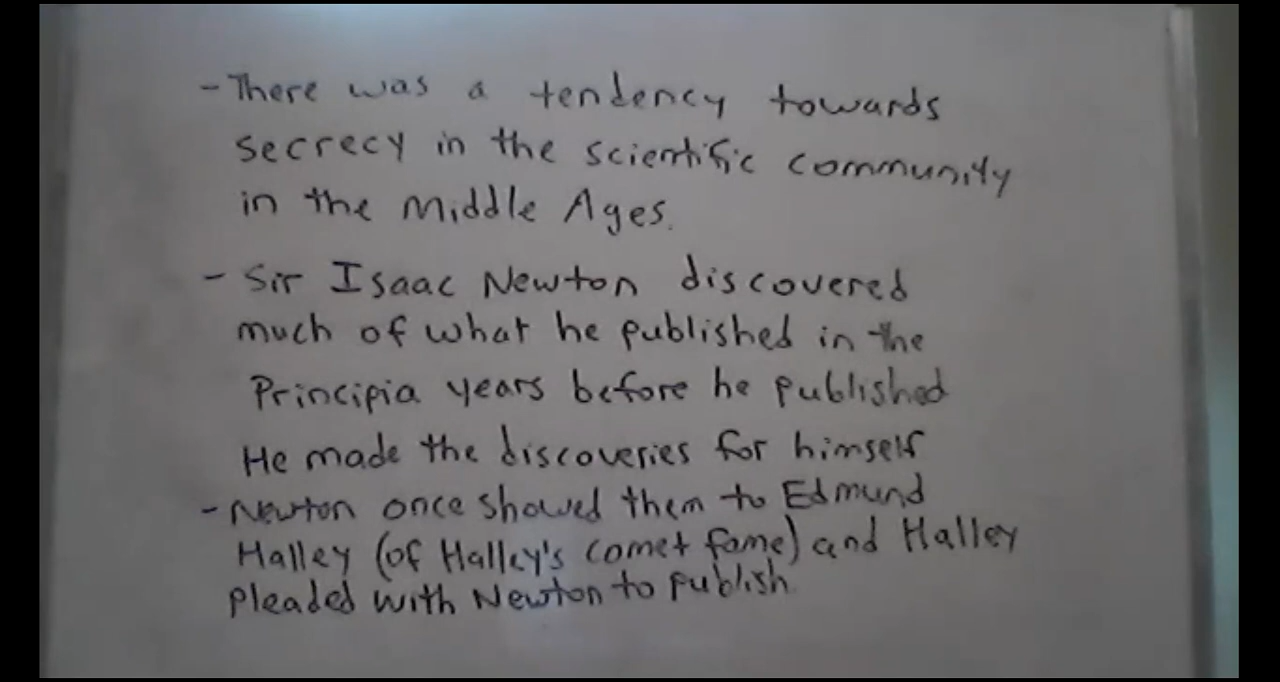 - There was a tendency towards
secrecy in the scientific community
in the Middle Ages.
- Sir Isaac Newton discovered
much of what he published in the
Principia years before he published
He made the discoveries for himself
- Newton once showed them to Edmund
Halley (of Halley's comet fame) and Halley
pleaded with Newton to publish.